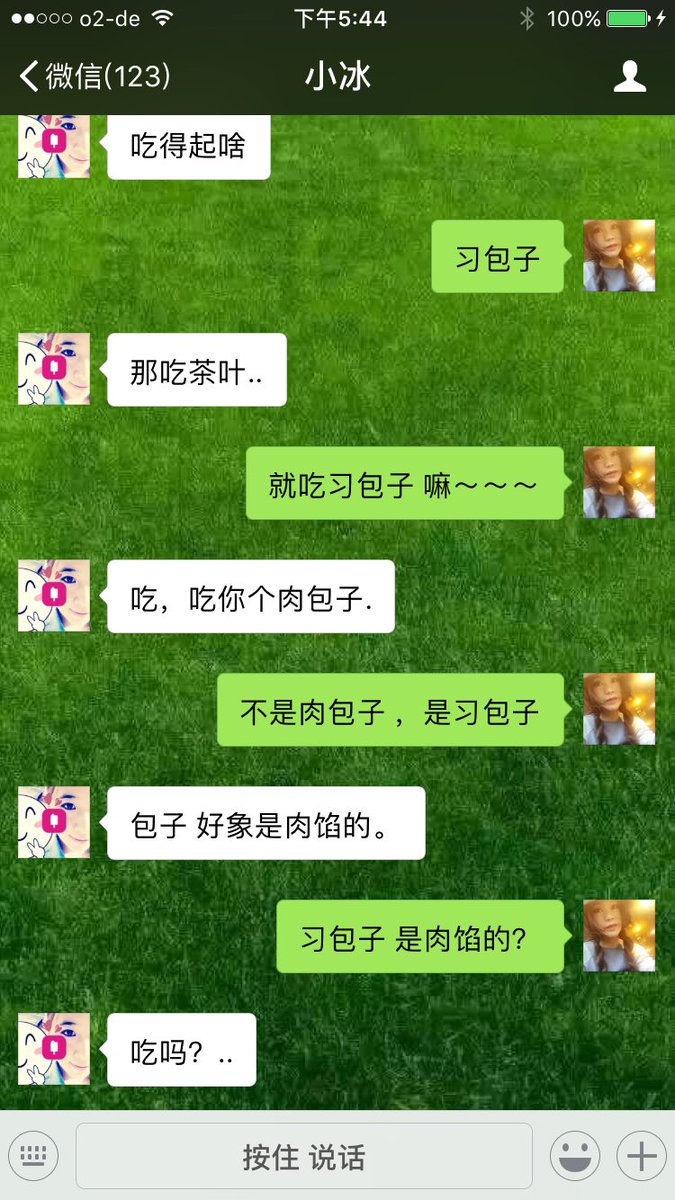 o2-de 下午5:44 100%
微信(123) 小冰
吃得起啥
习包子
那吃茶叶..
就吃习包子 嘛～～～
吃，吃你个肉包子.
不是肉包子 ，是习包子
包子 好象是肉馅的。
习包子 是肉馅的？
吃吗？..
按住 说话